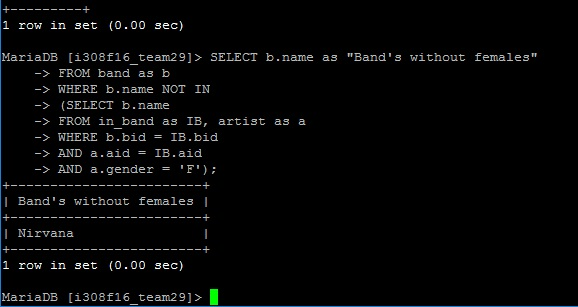 +---------+
1 row in set (0.00 sec)
MariaDB [i308f16_team29]> SELECT b.name as "Band's without females"
    -> FROM band as b
    -> WHERE b.name NOT IN
    -> (SELECT b.name
    -> FROM in_band as IB, artist as a
    -> WHERE b.bid = IB.bid
    -> AND a.aid = IB.aid
    -> AND a.gender = 'F');
+------------------------+
| Band's without females |
+------------------------+
| Nirvana                |
+------------------------+
1 row in set (0.00 sec)
MariaDB [i308f16_team29]>